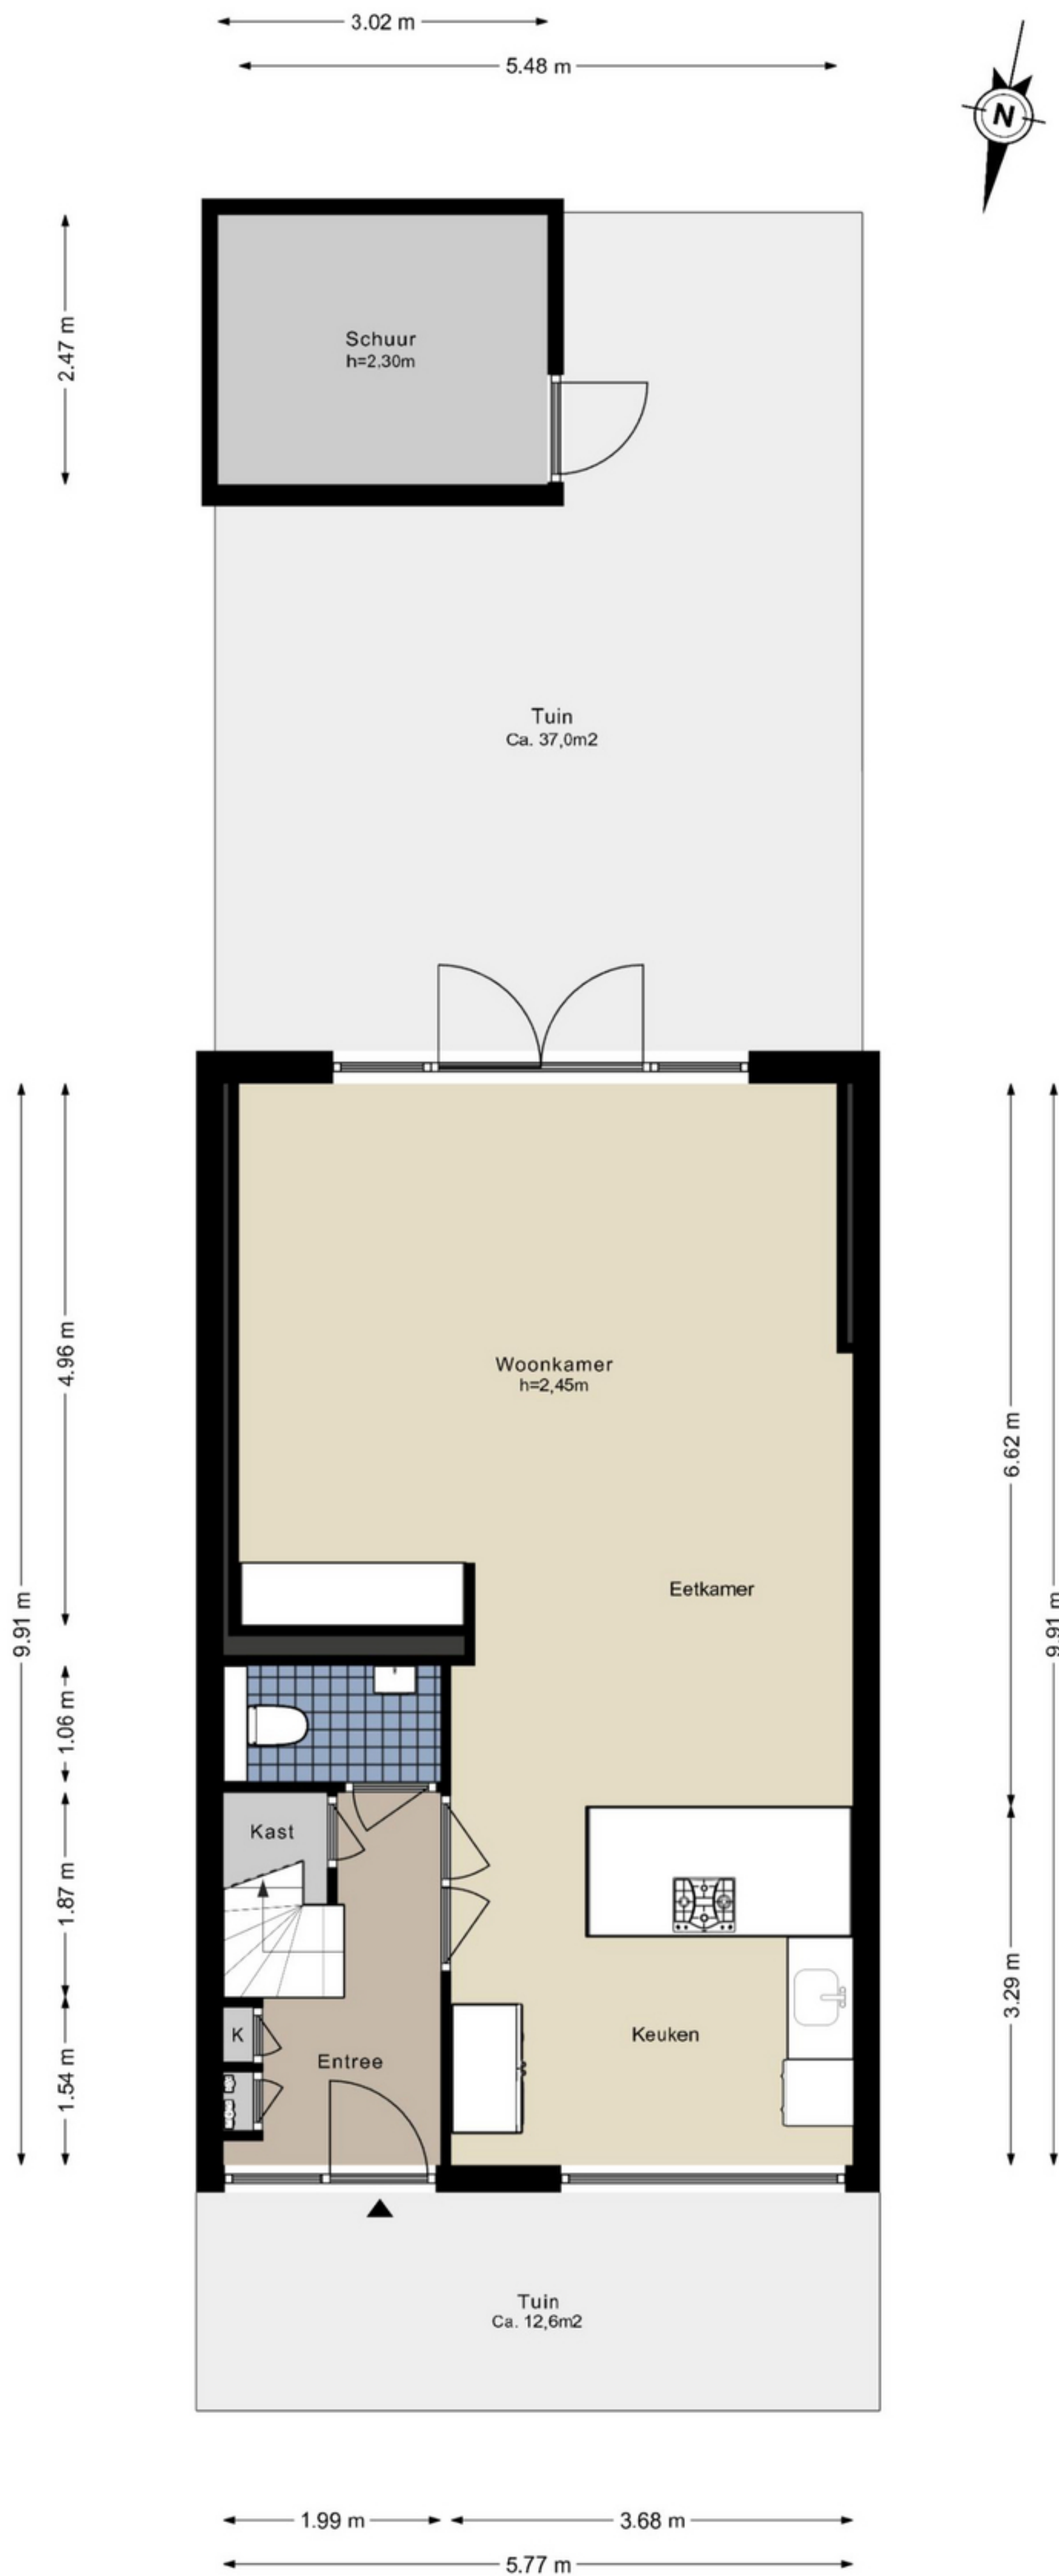 3.02 m
5.48 m
N
2.47 m
Schuur
h=2,30m
Tuin
Ca. 37,0m2
9.91 m
4.96 m
Woonkamer
h=2,45m
6.62 m
9.91 m
Eetkamer
1.06 m
Kast
1.87 m
3.29 m
K
Keuken
Entree
1.54 m
Tuin
Ca. 12,6m2
1.99 m
3.68 m
5.77 m